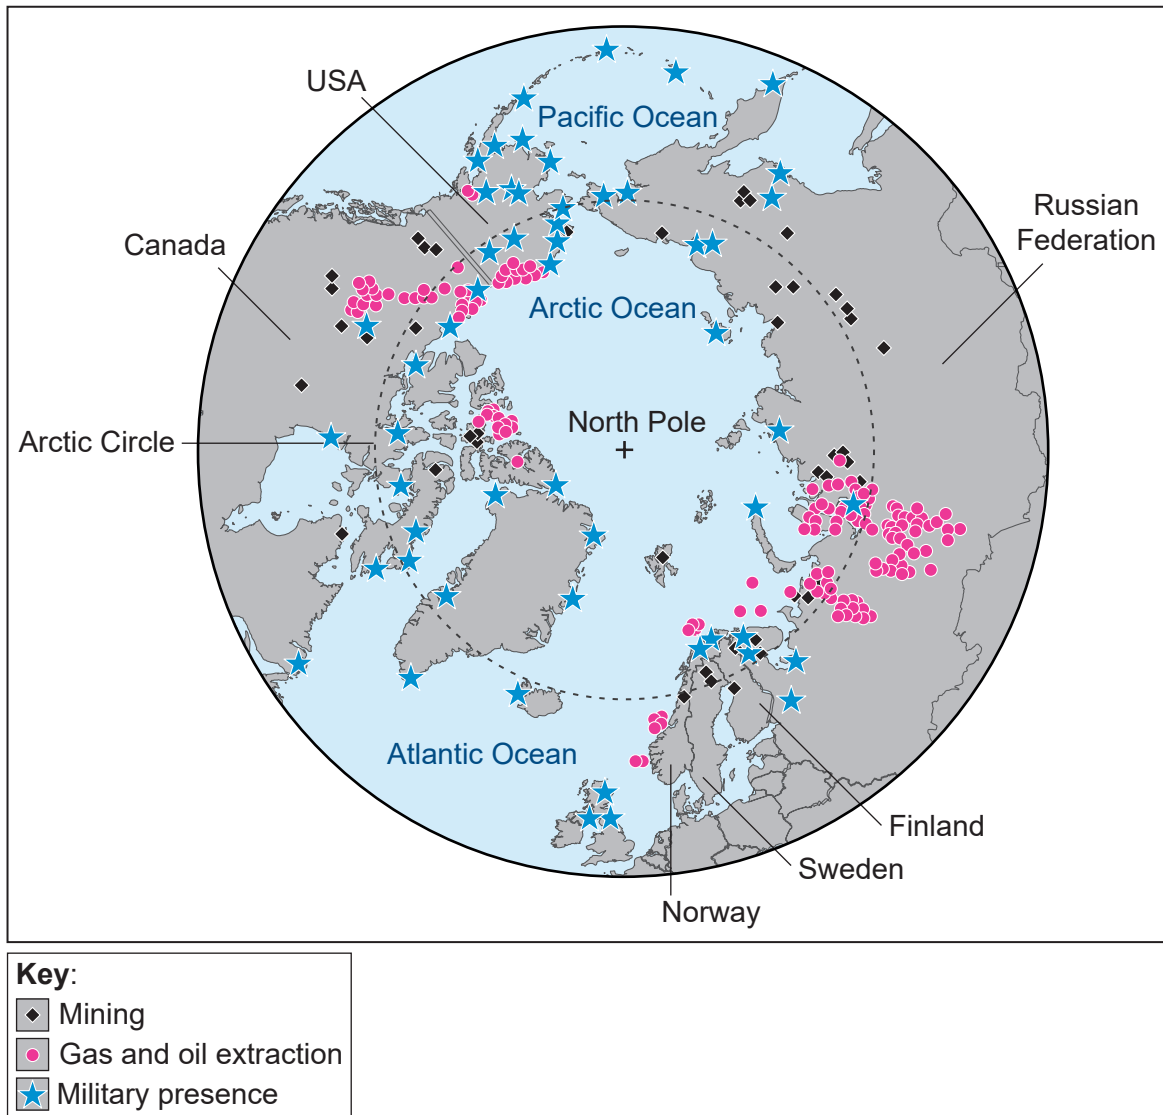 USA
Pacific Ocean
Russian
Federation
Canada
Arctic Ocean
North Pole
Arctic Circle
Atlantic Ocean
Finland
Sweden
Norway
Key:
Mining
Gas and oil extraction
Military presence